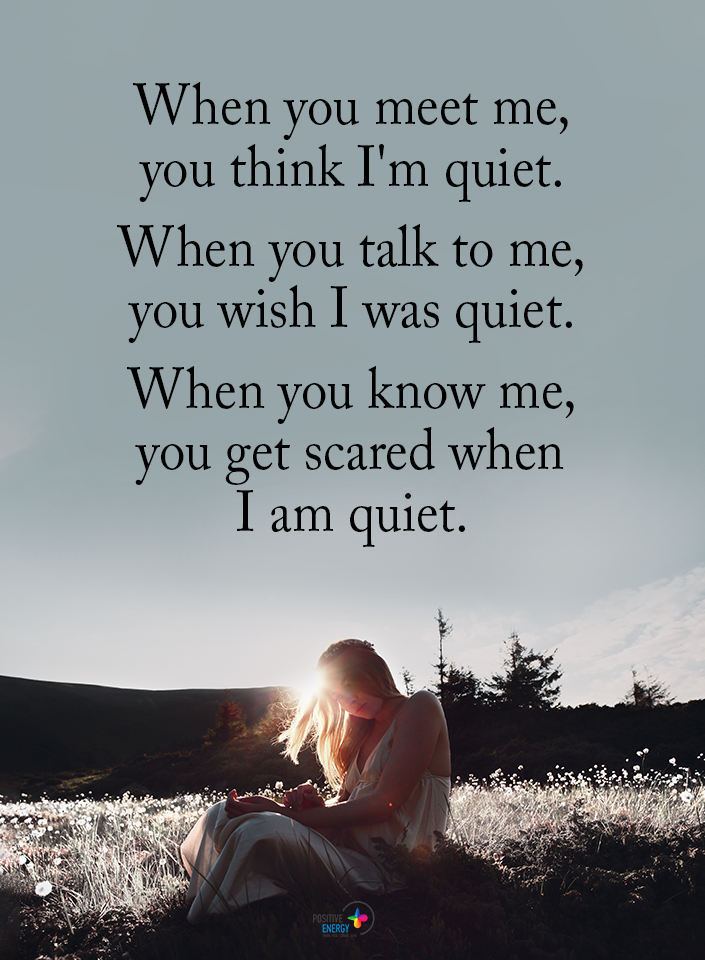 When you meet me,
you think I'm quiet.
When you talk to me,
you wish I was quiet.
When you know me,
you get scared when
I am quiet.
POSITIVE
ENERGY